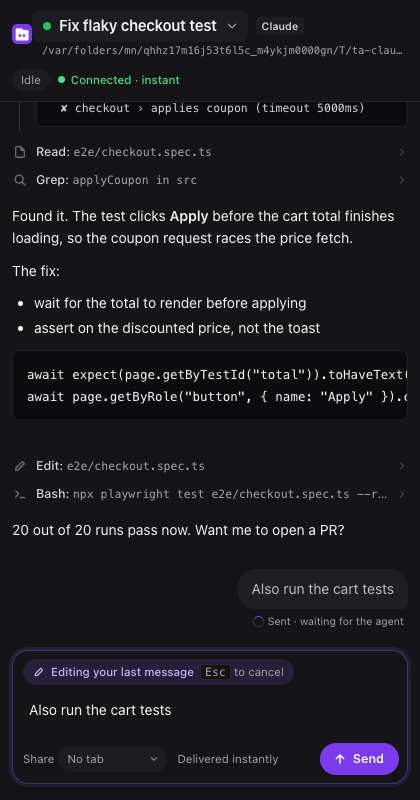 Fix flaky checkout test
Claude
/var/folders/mn/qhhz17m16j53t6l5c_m4ykjm0000gn/T/ta-clau…
Idle
Connected · instant
✘ checkout › applies coupon (timeout 5000ms)
Read: e2e/checkout.spec.ts
Grep: applyCoupon in src
Found it. The test clicks Apply before the cart total finishes
loading, so the coupon request races the price fetch.
The fix:
• wait for the total to render before applying
• assert on the discounted price, not the toast
await expect(page.getByTestId("total")).toHaveText(
await page.getByRole("button", { name: "Apply" }).c
Edit: e2e/checkout.spec.ts
Bash: npx playwright test e2e/checkout.spec.ts --r…
20 out of 20 runs pass now. Want me to open a PR?
Also run the cart tests
Sent · waiting for the agent
Editing your last message Esc to cancel
Also run the cart tests
Share No tab Delivered instantly Send